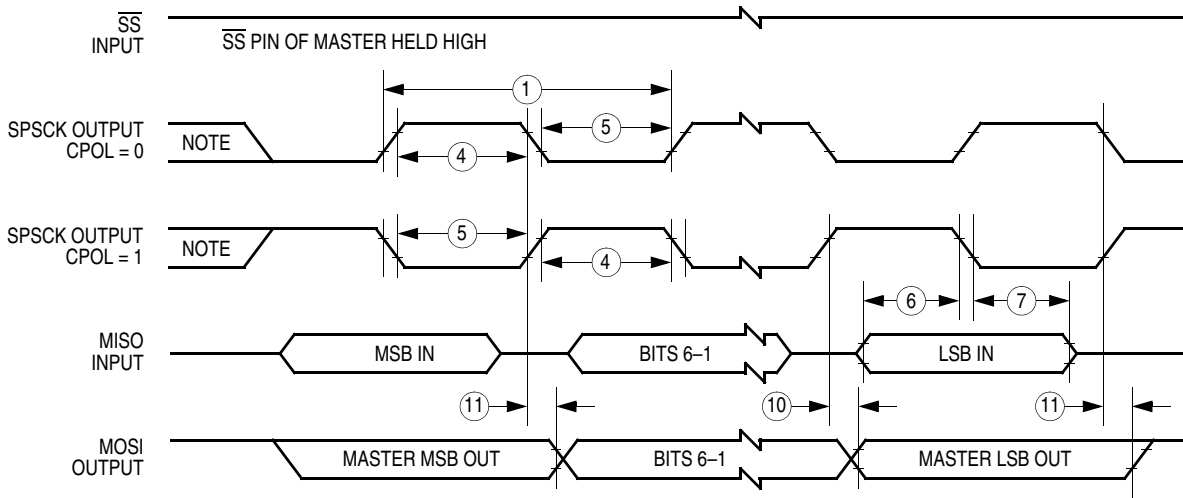 SS
INPUT
SS PIN OF MASTER HELD HIGH
1
SPSCK OUTPUT
CPOL = 0
NOTE
5
4
SPSCK OUTPUT
CPOL = 1
NOTE
5
4
6
7
MISO
INPUT
MSB IN
BITS 6–1
LSB IN
11
10
11
MOSI
OUTPUT
MASTER MSB OUT
BITS 6–1
MASTER LSB OUT